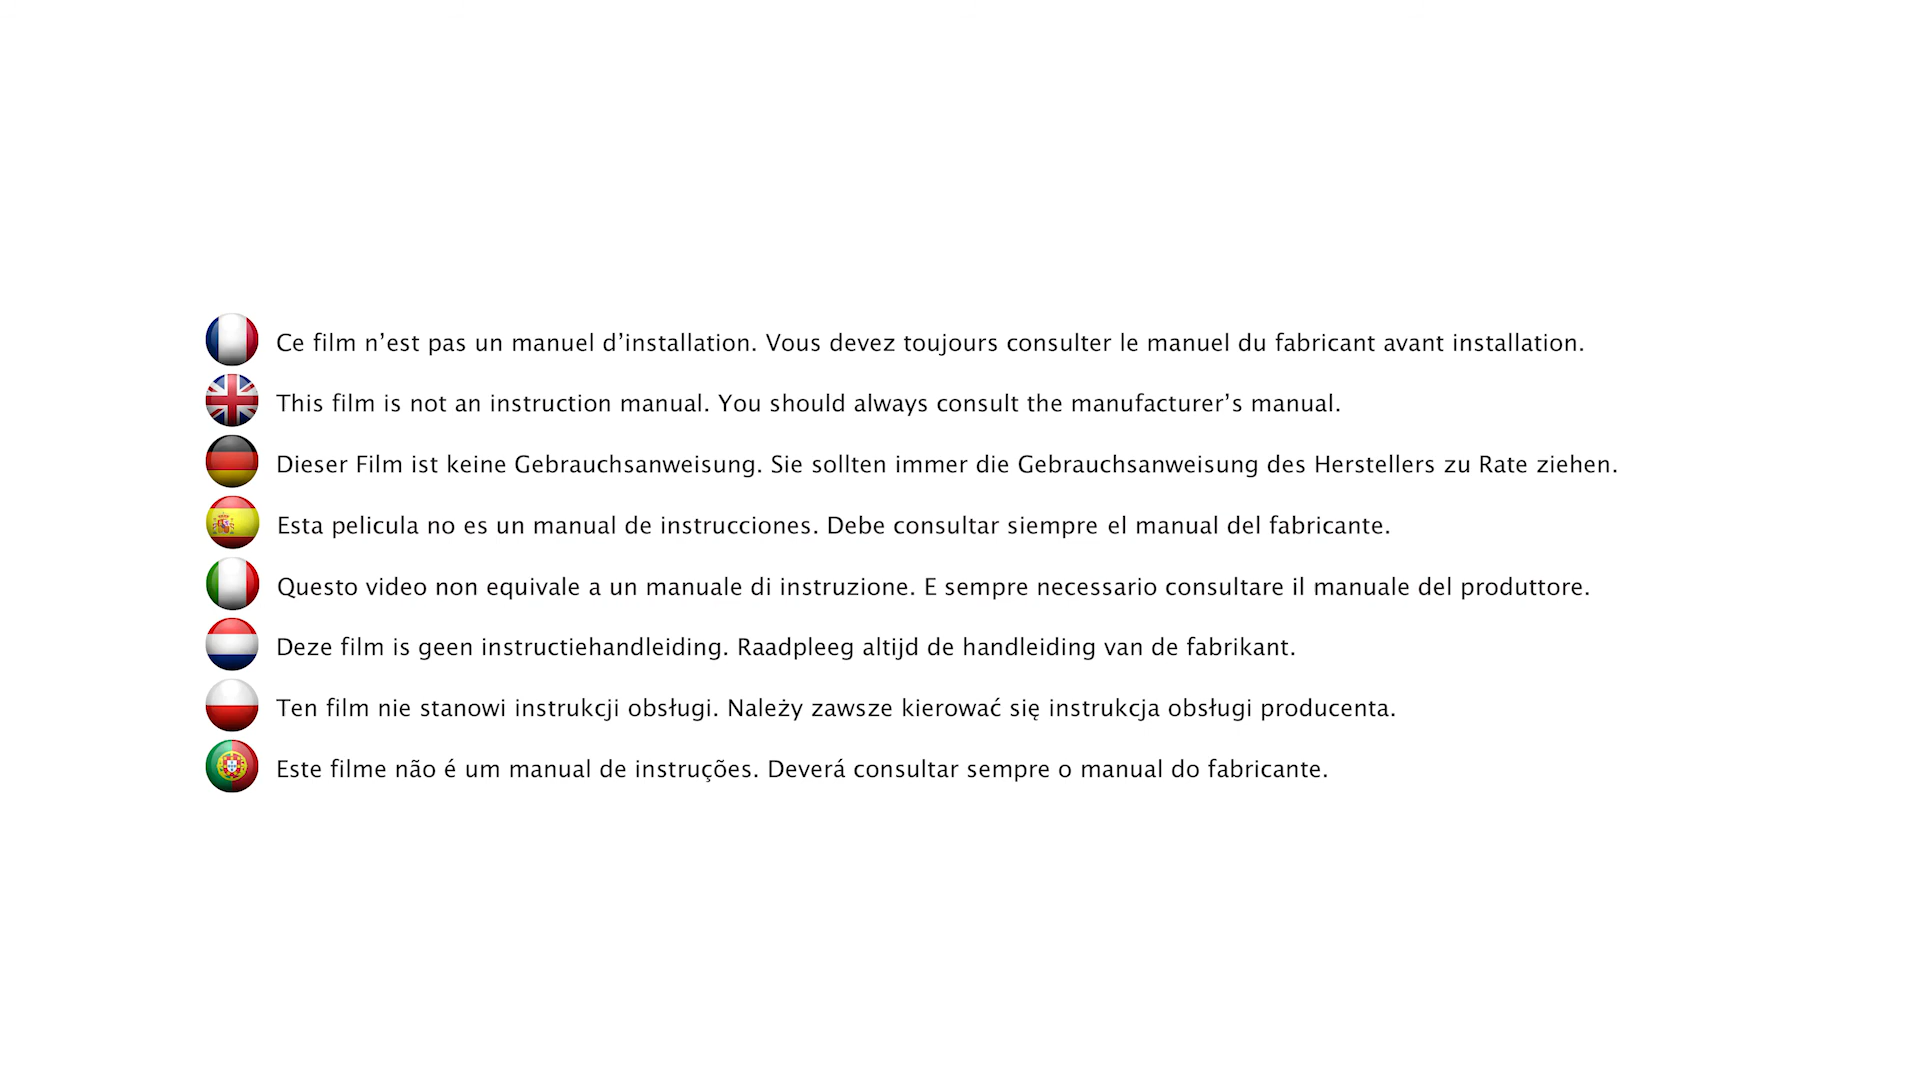 Ce film n’est pas un manuel d’installation. Vous devez toujours consulter le manuel du fabricant avant installation.
This film is not an instruction manual. You should always consult the manufacturer’s manual.
Dieser Film ist keine Gebrauchsanweisung. Sie sollten immer die Gebrauchsanweisung des Herstellers zu Rate ziehen.
Esta pelicula no es un manual de instrucciones. Debe consultar siempre el manual del fabricante.
Questo video non equivale a un manuale di instruzione. E sempre necessario consultare il manuale del produttore.
Deze film is geen instructiehandleiding. Raadpleeg altijd de handleiding van de fabrikant.
Ten film nie stanowi instrukcji obsługi. Należy zawsze kierować się instrukcja obsługi producenta.
Este filme não é um manual de instruções. Deverá consultar sempre o manual do fabricante.